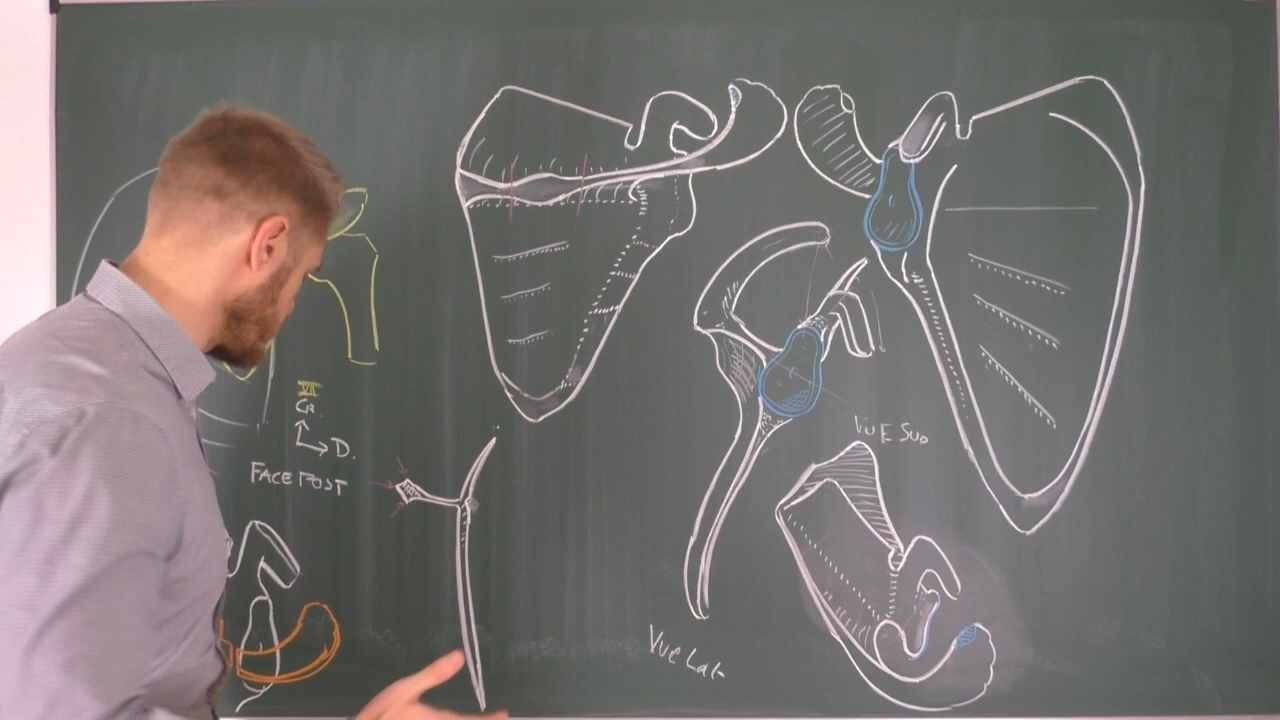 VI
Cr.
D.
FACE POST
VUE SUP
VUE Lat